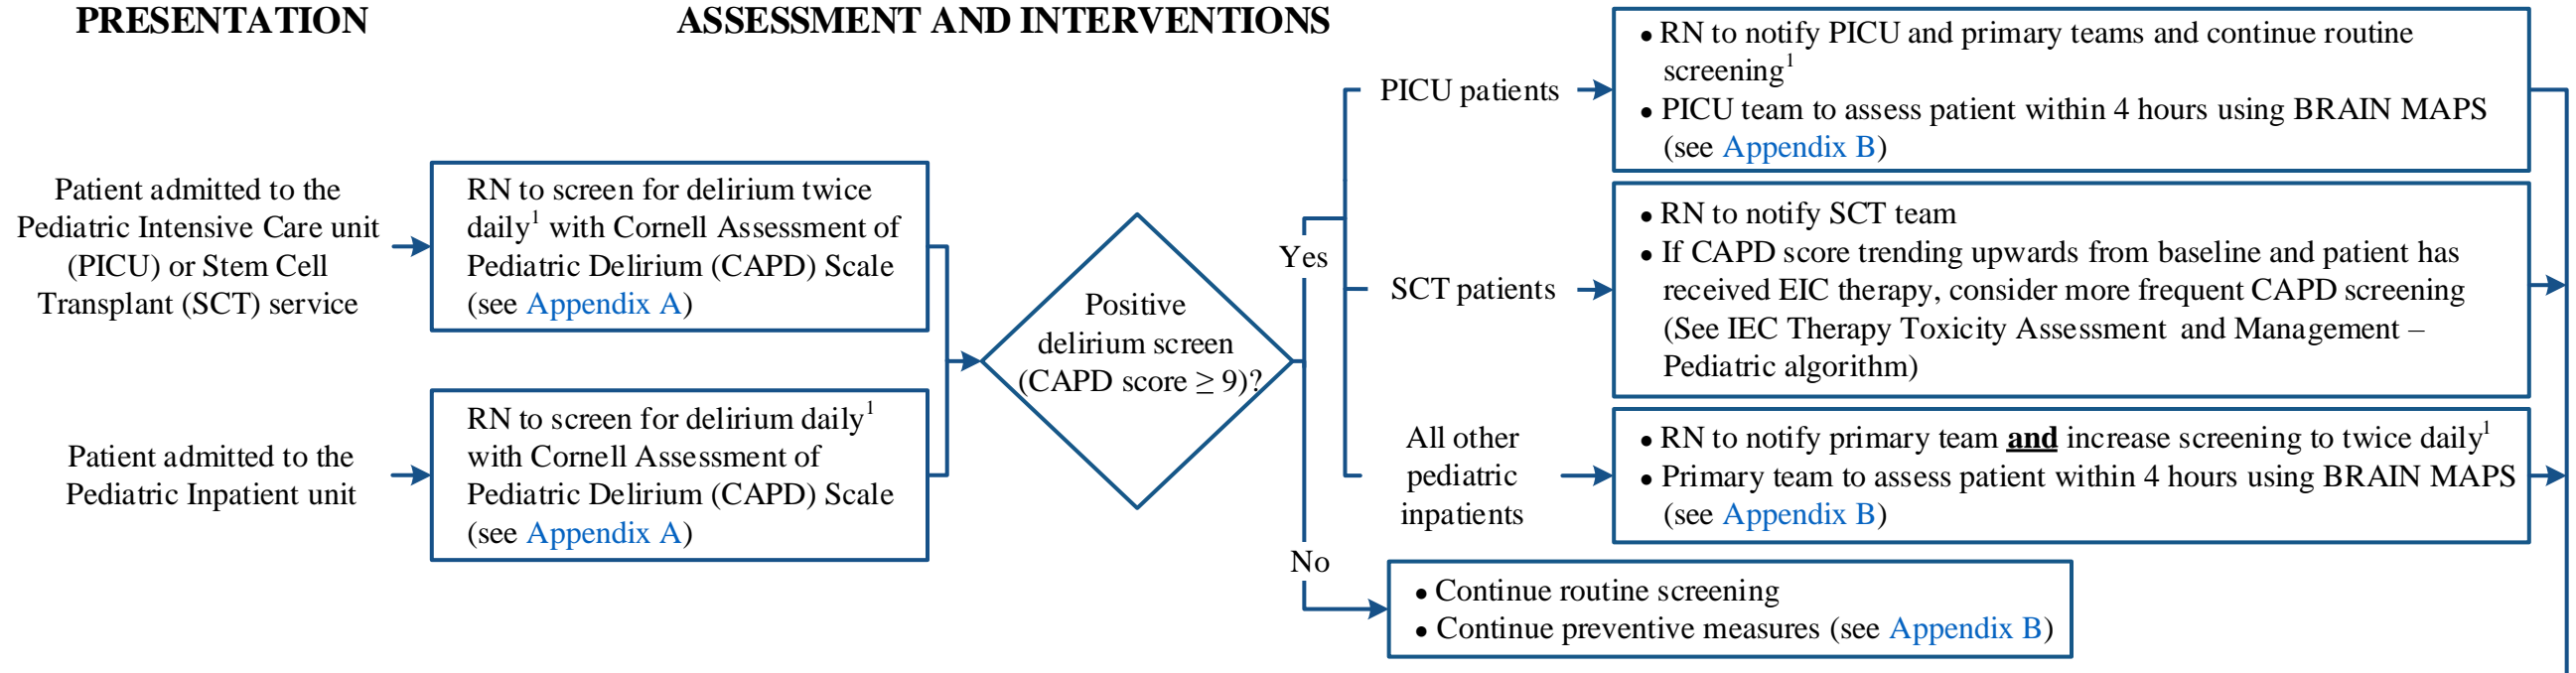 PRESENTATION
ASSESSMENT AND INTERVENTIONS
Patient admitted to the
Pediatric Intensive Care unit
(PICU) or Stem Cell
Transplant (SCT) service
RN to screen for delirium twice
daily¹ with Cornell Assessment of
Pediatric Delirium (CAPD) Scale
(see Appendix A)
Patient admitted to the
Pediatric Inpatient unit
RN to screen for delirium daily¹
with Cornell Assessment of
Pediatric Delirium (CAPD) Scale
(see Appendix A)
Positive
delirium screen
(CAPD score ≥ 9)?
Yes
PICU patients
• RN to notify PICU and primary teams and continue routine
screening¹
• PICU team to assess patient within 4 hours using BRAIN MAPS
(see Appendix B)
SCT patients
• RN to notify SCT team
• If CAPD score trending upwards from baseline and patient has
received EIC therapy, consider more frequent CAPD screening
(See IEC Therapy Toxicity Assessment and Management –
Pediatric algorithm)
All other
pediatric
inpatients
• RN to notify primary team and increase screening to twice daily¹
• Primary team to assess patient within 4 hours using BRAIN MAPS
(see Appendix B)
No
• Continue routine screening
• Continue preventive measures (see Appendix B)